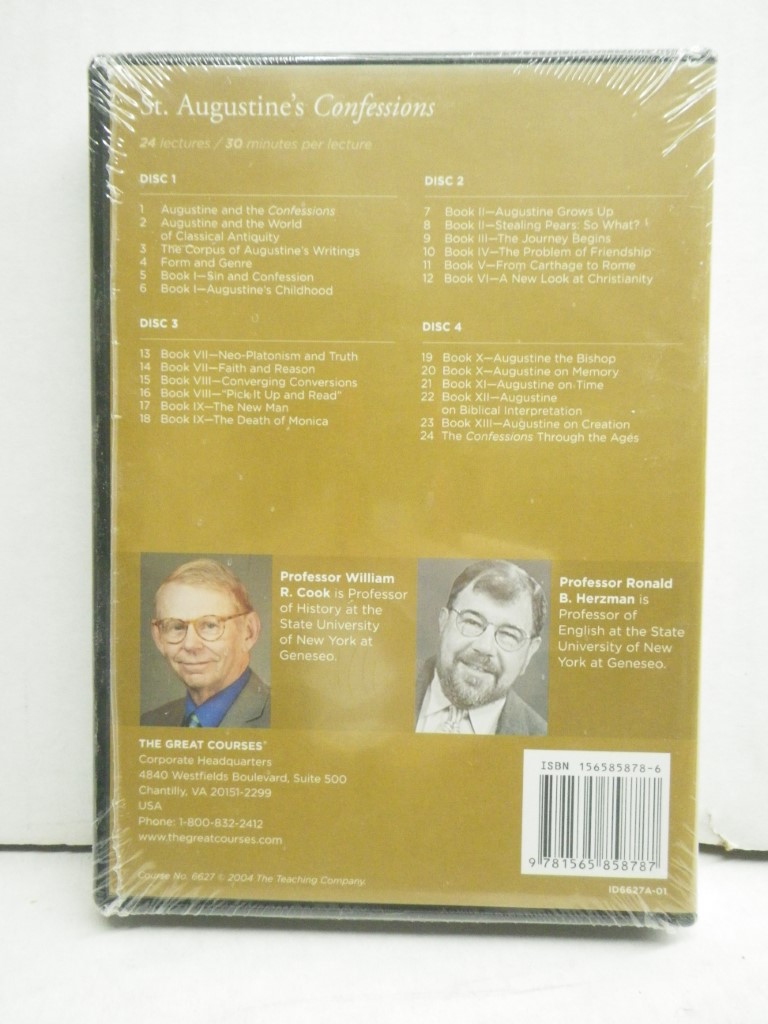 St. Augustine's Confessions
24 lectures / 30 minutes per lecture
DISC 1
1 Augustine and the Confessions
2 Augustine and the World
of Classical Antiquity
3 The Corpus of Augustine's Writings
4 Form and Genre
5 Book I—Sin and Confession
6 Book I—Augustine's Childhood
DISC 2
7 Book II—Augustine Grows Up
8 Book II—Stealing Pears: So What?
9 Book III—The Journey Begins
10 Book IV—The Problem of Friendship
11 Book V—From Carthage to Rome
12 Book VI—A New Look at Christianity
DISC 3
13 Book VII—Neo-Platonism and Truth
14 Book VII—Faith and Reason
15 Book VIII—Converging Conversions
16 Book VIII—"Pick It Up and Read"
17 Book IX—The New Man
18 Book IX—The Death of Monica
DISC 4
19 Book X—Augustine the Bishop
20 Book X—Augustine on Memory
21 Book XI—Augustine on Time
22 Book XII—Augustine
on Biblical Interpretation
23 Book XIII—Augustine on Creation
24 The Confessions Through the Ages
Professor William
R. Cook is Professor
of History at the
State University
of New York at
Geneseo.
Professor Ronald
B. Herzman is
Professor of
English at the State
University of New
York at Geneseo.
THE GREAT COURSES®
Corporate Headquarters
4840 Westfields Boulevard, Suite 500
Chantilly, VA 20151-2299
USA
Phone: 1-800-832-2412
www.thegreatcourses.com
Course No. 6627 © 2004 The Teaching Company.
ISBN 156585878-6
9 781565 858787
ID6627A-01